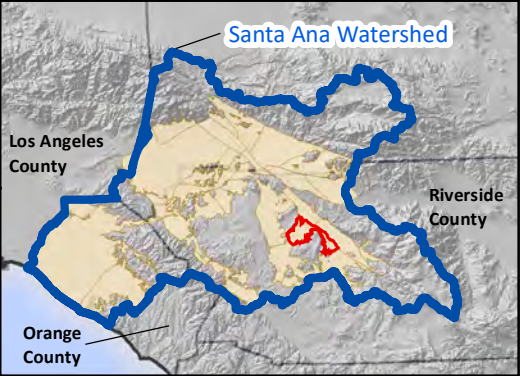 Santa Ana Watershed
Los Angeles
County
Riverside
County
Orange
County